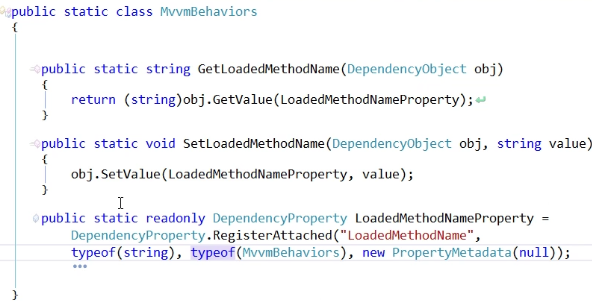 public static class MvvmBehaviors
{
public static string GetLoadedMethodName(DependencyObject obj)
{
return (string)obj.GetValue(LoadedMethodNameProperty);
}
public static void SetLoadedMethodName(DependencyObject obj, string value)
{
obj.SetValue(LoadedMethodNameProperty, value);
}
public static readonly DependencyProperty LoadedMethodNameProperty =
DependencyProperty.RegisterAttached("LoadedMethodName",
typeof(string), typeof(MvvmBehaviors), new PropertyMetadata(null));
}